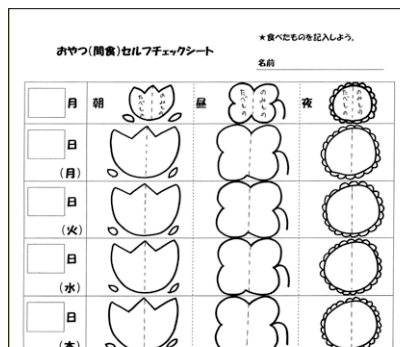 ★食べたものを記入しよう。
おやつ(間食)セルフチェックシート
名前
月 朝 のみもの たべもの 昼 のみもの たべもの 夜 のみもの たべもの
日
(月)
日
(火)
日
(水)
日
(木)